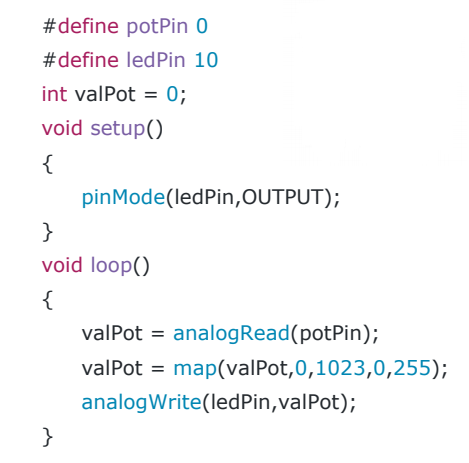 #define potPin 0
#define ledPin 10
int valPot = 0;
void setup()
{
pinMode(ledPin,OUTPUT);
}
void loop()
{
valPot = analogRead(potPin);
valPot = map(valPot,0,1023,0,255);
analogWrite(ledPin,valPot);
}